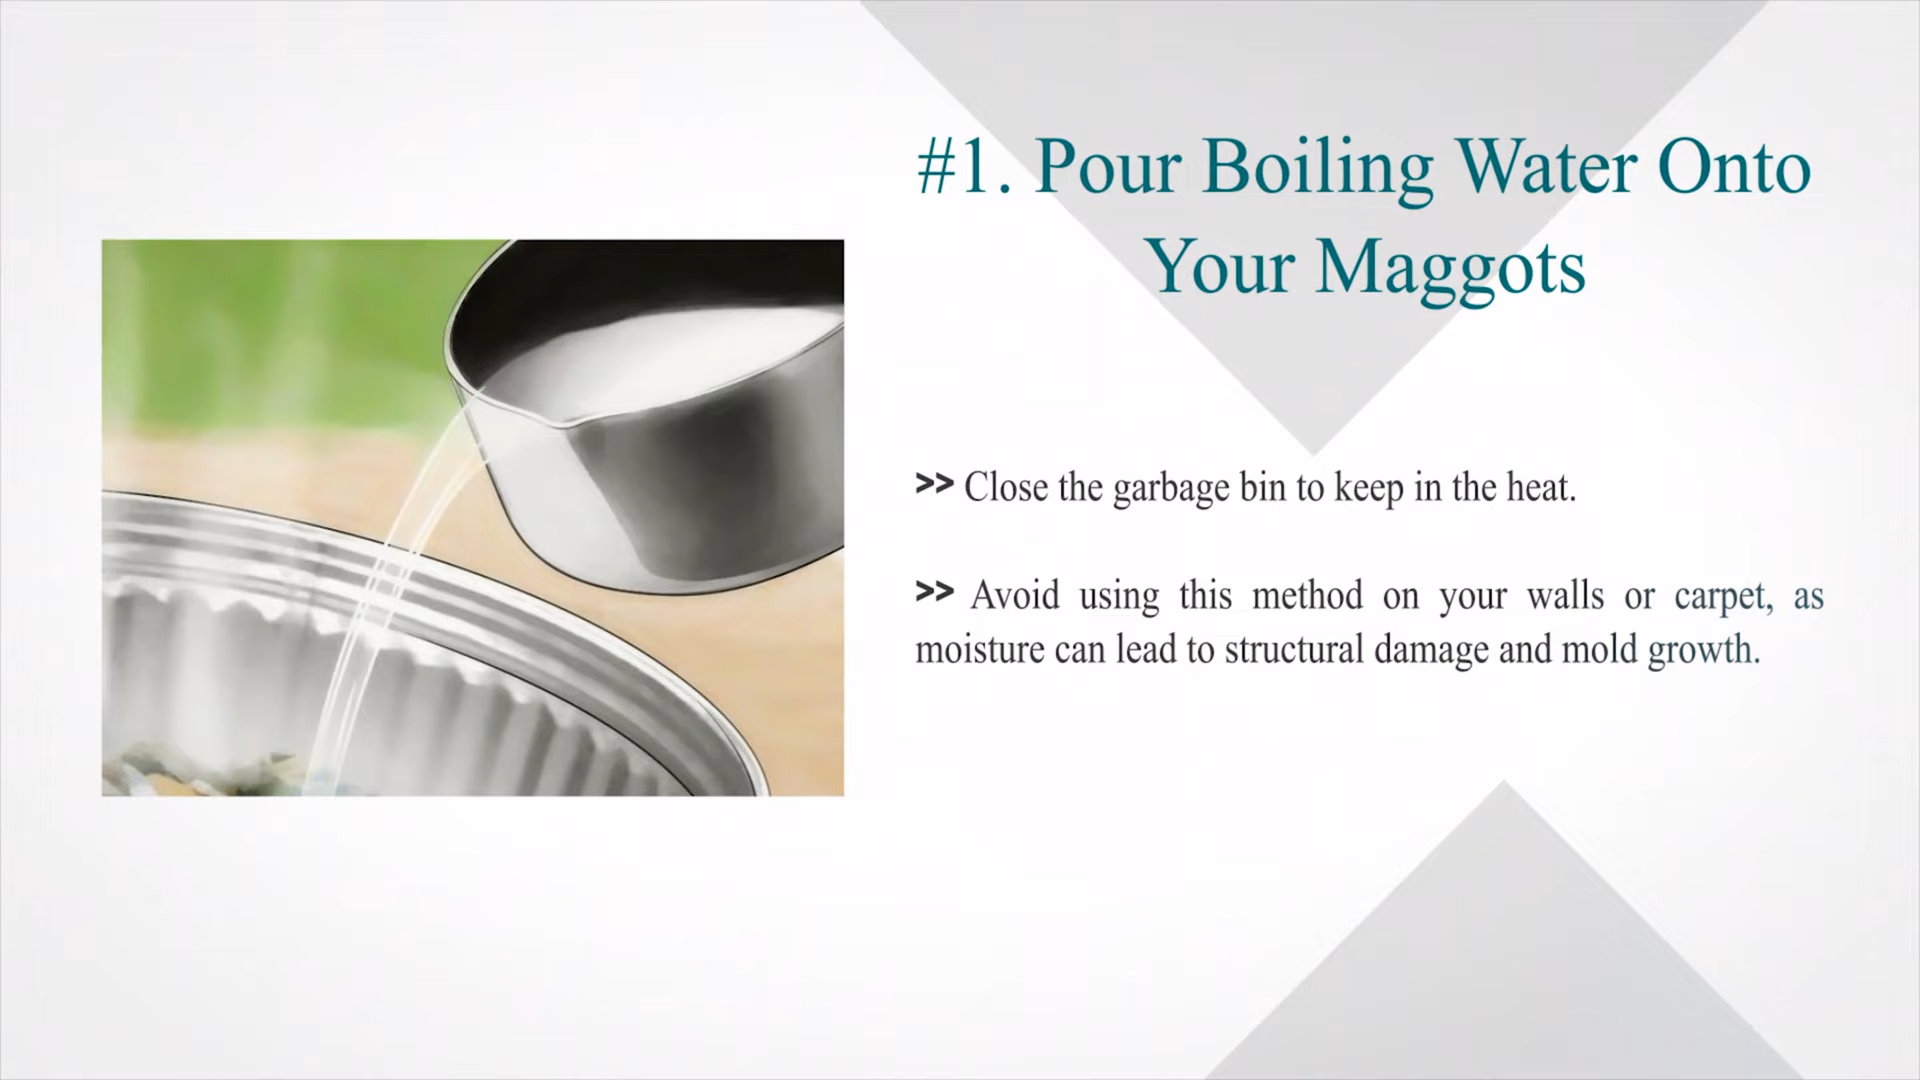 #1. Pour Boiling Water Onto
Your Maggots
>> Close the garbage bin to keep in the heat.
>> Avoid using this method on your walls or carpet, as
moisture can lead to structural damage and mold growth.